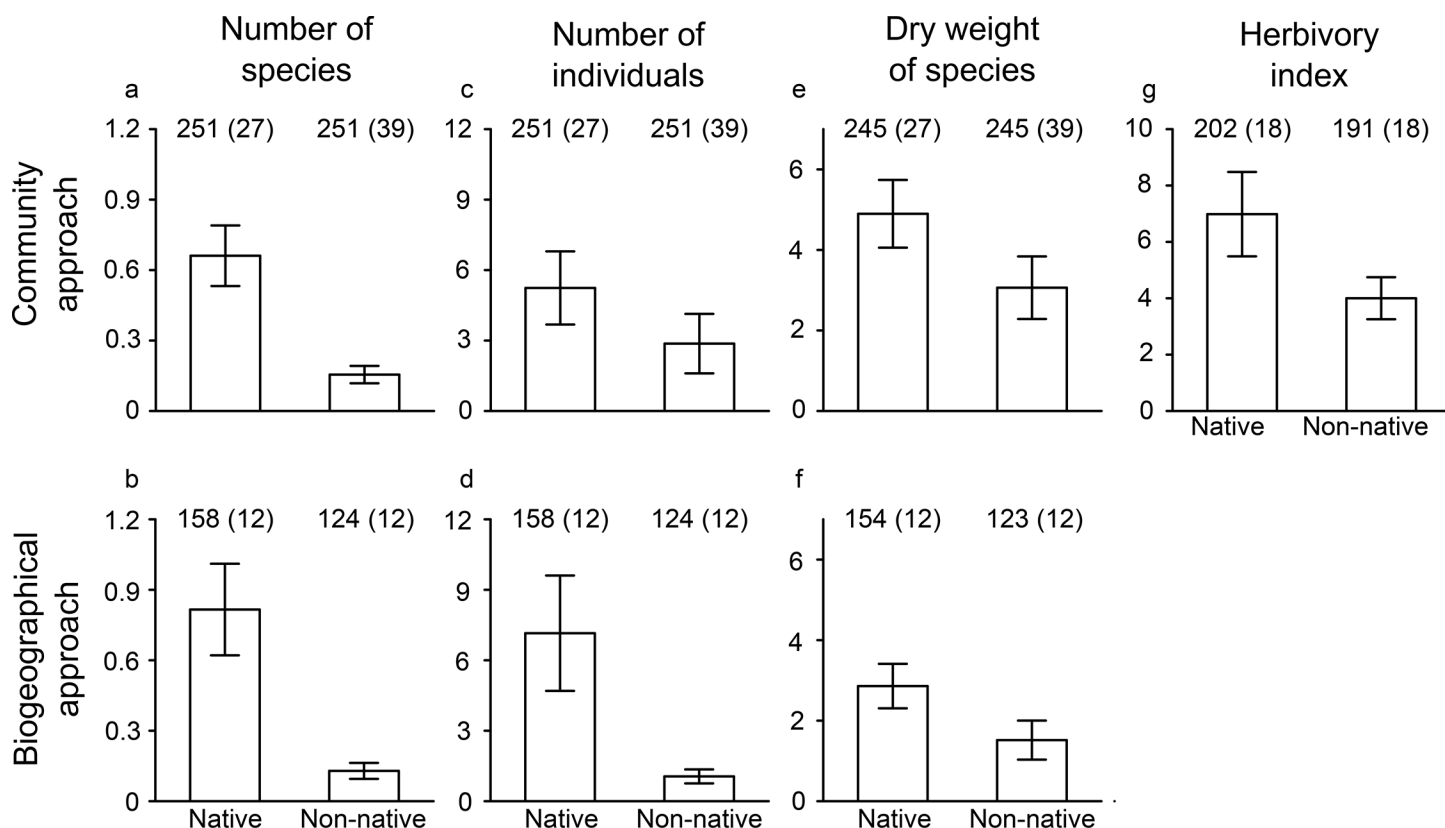 Number of
species
Number of
individuals
Dry weight
of species
Herbivory
index
Community
approach
a
1.2
0.9
0.6
0.3
0
251 (27) 251 (39)
c
12
9
6
3
0
251 (27) 251 (39)
e
6
4
2
0
245 (27) 245 (39)
g
10
8
6
4
2
0
202 (18) 191 (18)
Native Non-native
Biogeographical
approach
b
1.2
0.9
0.6
0.3
0
158 (12) 124 (12)
Native Non-native
d
12
9
6
3
0
158 (12) 124 (12)
Native Non-native
f
6
4
2
0
154 (12) 123 (12)
Native Non-native